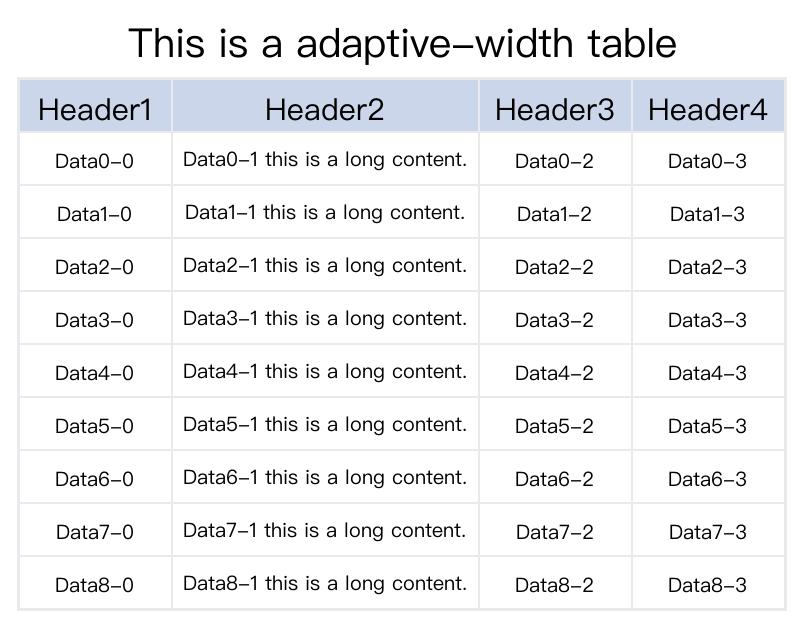 This is a adaptive–width table
Header1 Header2 Header3 Header4
Data0–0 Data0–1 this is a long content. Data0–2 Data0–3
Data1–0 Data1–1 this is a long content. Data1–2 Data1–3
Data2–0 Data2–1 this is a long content. Data2–2 Data2–3
Data3–0 Data3–1 this is a long content. Data3–2 Data3–3
Data4–0 Data4–1 this is a long content. Data4–2 Data4–3
Data5–0 Data5–1 this is a long content. Data5–2 Data5–3
Data6–0 Data6–1 this is a long content. Data6–2 Data6–3
Data7–0 Data7–1 this is a long content. Data7–2 Data7–3
Data8–0 Data8–1 this is a long content. Data8–2 Data8–3